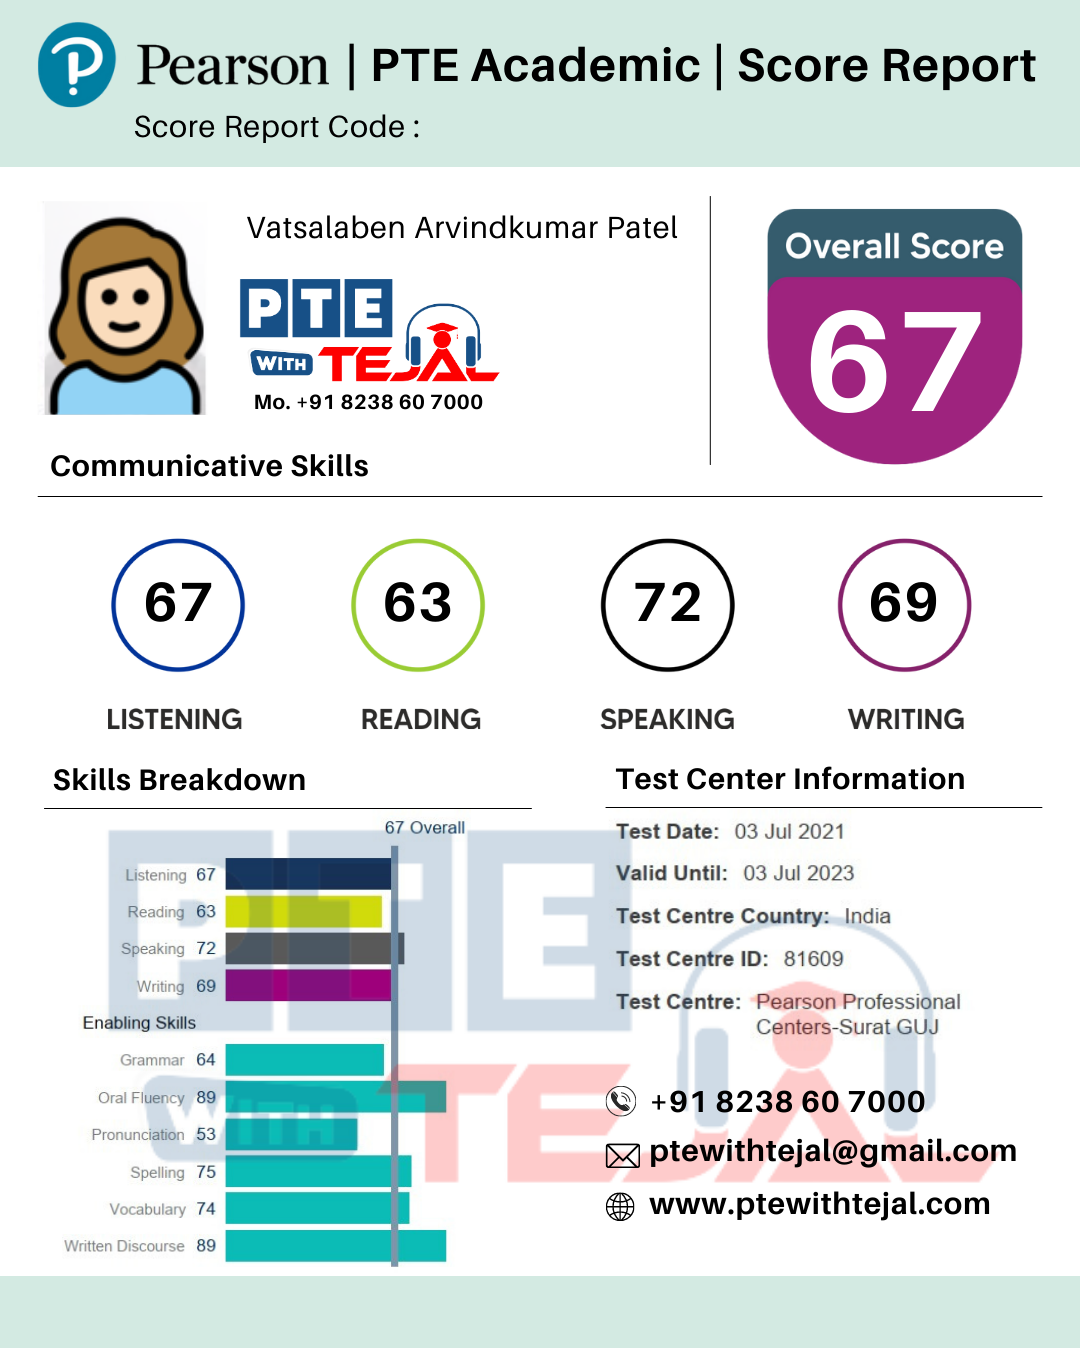 Pearson | PTE Academic | Score Report
Score Report Code :
Vatsalaben Arvindkumar Patel
Overall Score
67
PTE
WITH TEJAL
Mo. +91 8238 60 7000
Communicative Skills
67 63 72 69
LISTENING READING SPEAKING WRITING
Skills Breakdown
67 Overall
Listening 67
Reading 63
Speaking 72
Writing 69
Enabling Skills
Grammar 64
Oral Fluency 89
Pronunciation 53
Spelling 75
Vocabulary 74
Written Discourse 89
Test Center Information
Test Date: 03 Jul 2021
Valid Until: 03 Jul 2023
Test Centre Country: India
Test Centre ID: 81609
Test Centre: Pearson Professional
Centers-Surat GUJ
+91 8238 60 7000
ptewithtejal@gmail.com
www.ptewithtejal.com
PTE
WITH TEJAL